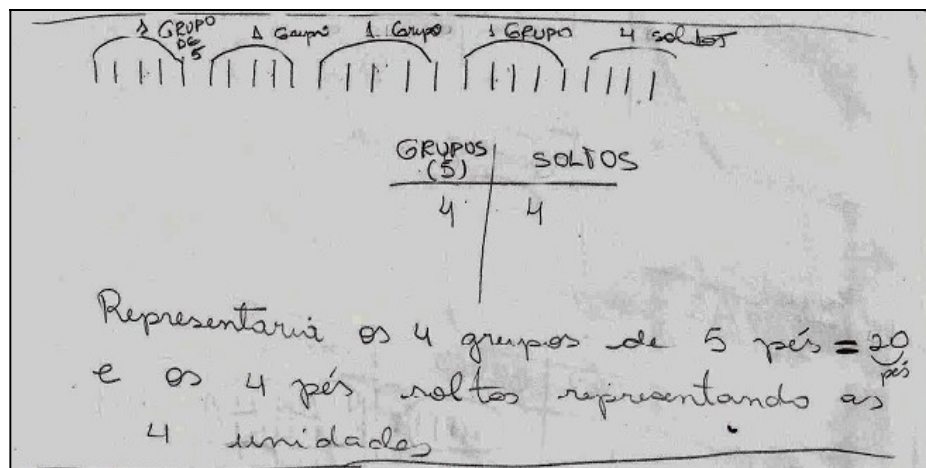 1 GRUPO DE 5 1 Grupo 1 Grupo 1 GRUPO 4 soltos
GRUPOS SOLTOS
(5)
4 4
Representaria os 4 grupos de 5 pés = 20 pés
e os 4 pés soltos representando as
4 unidades